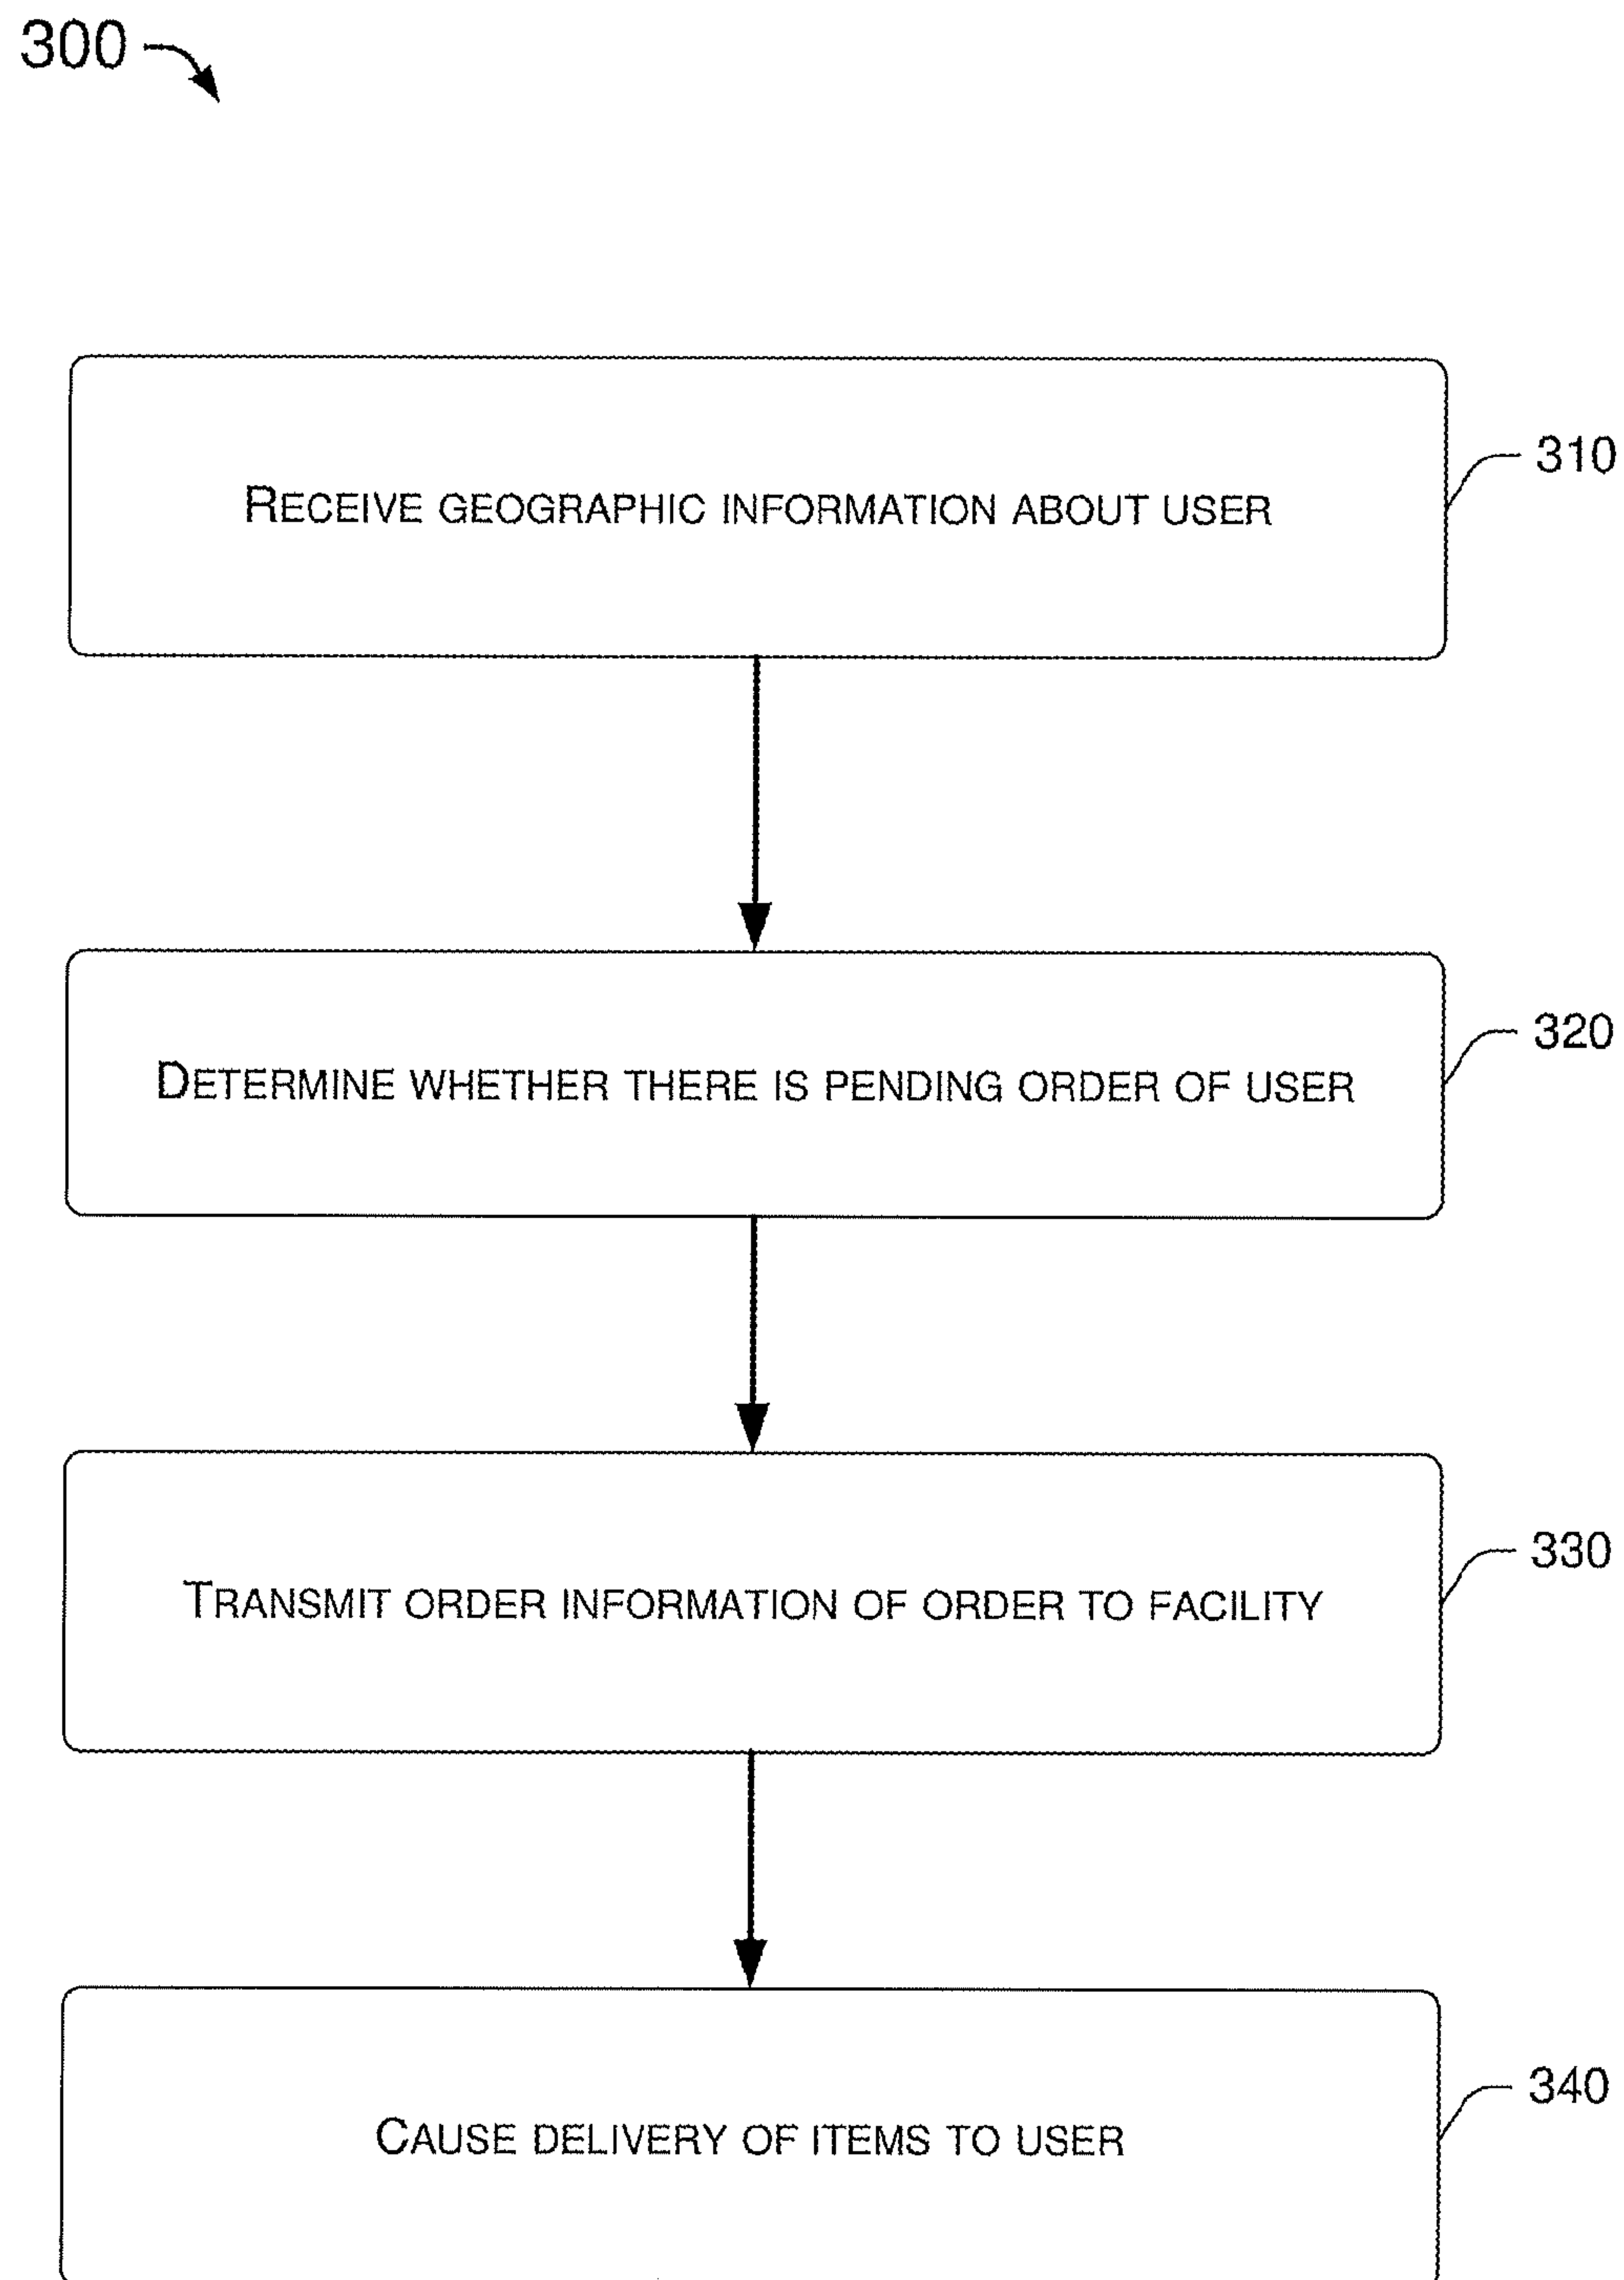 300
RECEIVE GEOGRAPHIC INFORMATION ABOUT USER
310
DETERMINE WHETHER THERE IS PENDING ORDER OF USER
320
TRANSMIT ORDER INFORMATION OF ORDER TO FACILITY
330
CAUSE DELIVERY OF ITEMS TO USER
340